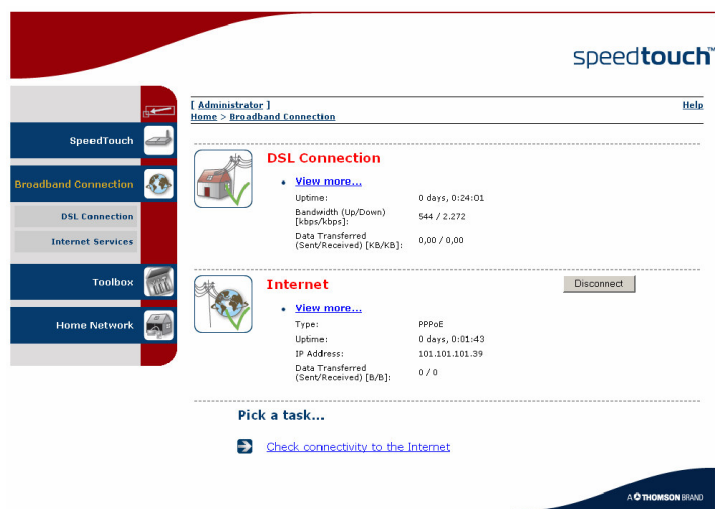 speedtouch™
[ Administrator ]
Help
Home > Broadband Connection
SpeedTouch
Broadband Connection
DSL Connection
Internet Services
Toolbox
Home Network
DSL Connection
View more...
Uptime: 0 days, 0:24:01
Bandwidth (Up/Down)
[kbps/kbps]: 544 / 2.272
Data Transferred
(Sent/Received) [KB/KB]: 0,00 / 0,00
Internet
Disconnect
View more...
Type: PPPoE
Uptime: 0 days, 0:01:43
IP Address: 101.101.101.39
Data Transferred
(Sent/Received) [B/B]: 0 / 0
Pick a task...
Check connectivity to the Internet
A THOMSON BRAND